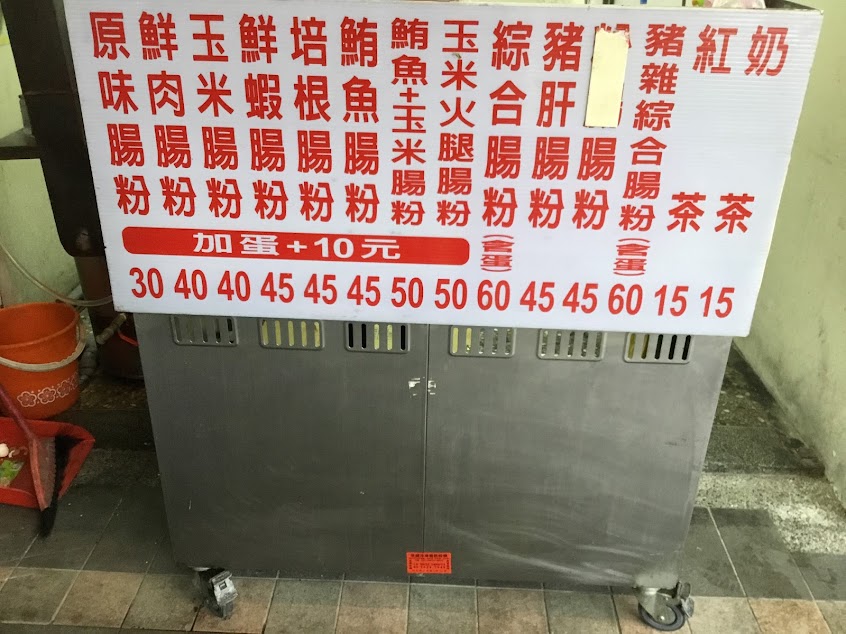 原味腸粉
鮮肉腸粉
玉米腸粉
鮮蝦腸粉
培根腸粉
鮪魚腸粉
鮪魚+玉米腸粉
玉米火腿腸粉
綜合腸粉(含蛋)
豬肝腸粉
腸粉
豬雜綜合腸粉(含蛋)
紅茶
奶茶
加蛋+10元
30 40 40 45 45 45 50 50 60 45 45 60 15 15